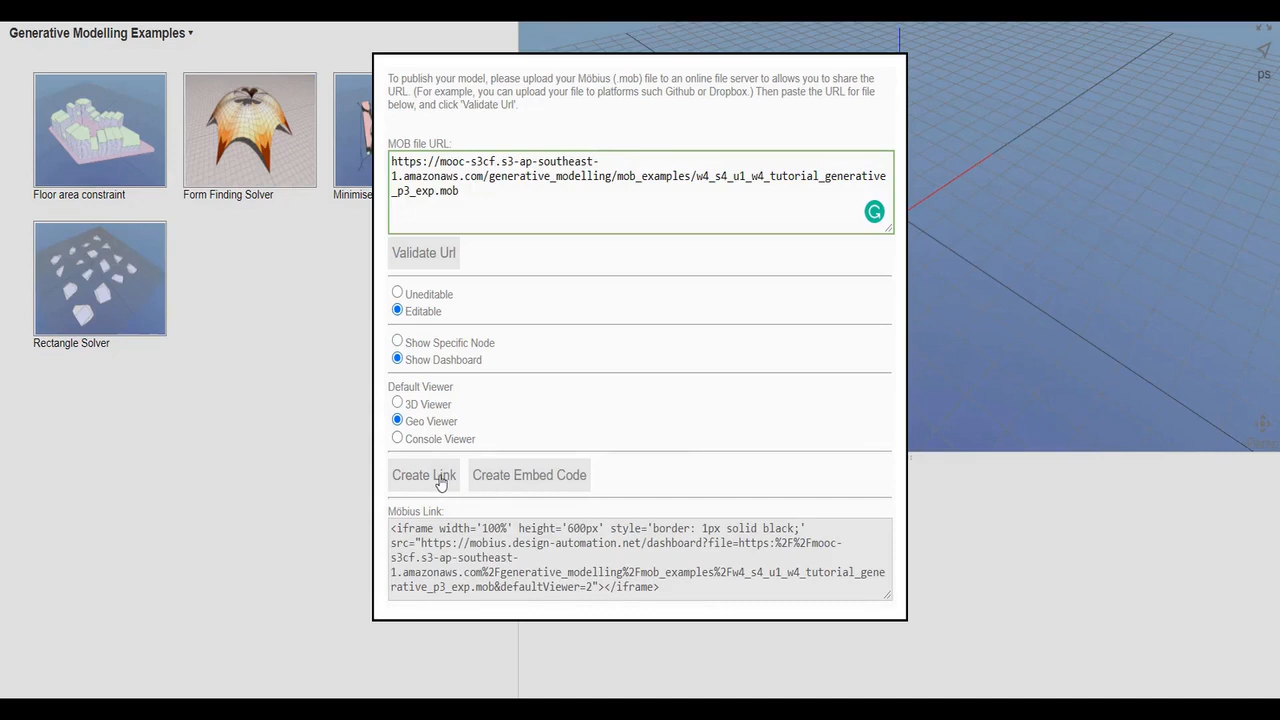 Generative Modelling Examples ▾
ps
To publish your model, please upload your Möbius (.mob) file to an online file server to allows you to share the
URL. (For example, you can upload your file to platforms such Github or Dropbox.) Then paste the URL for file
below, and click 'Validate Url'.
MOB file URL:
https://mooc-s3cf.s3-ap-southeast-
1.amazonaws.com/generative_modelling/mob_examples/w4_s4_u1_w4_tutorial_generative
_p3_exp.mob
Validate Url
Uneditable
Editable
Show Specific Node
Show Dashboard
Default Viewer
3D Viewer
Geo Viewer
Console Viewer
Create Link
Create Embed Code
Möbius Link:
<iframe width='100%' height='600px' style='border: 1px solid black;'
src="https://mobius.design-automation.net/dashboard?file=https:%2F%2Fmooc-
s3cf.s3-ap-southeast-
1.amazonaws.com%2Fgenerative_modelling%2Fmob_examples%2Fw4_s4_u1_w4_tutorial_gene
rative_p3_exp.mob&defaultViewer=2"></iframe>
Floor area constraint
Form Finding Solver
Minimise
Rectangle Solver